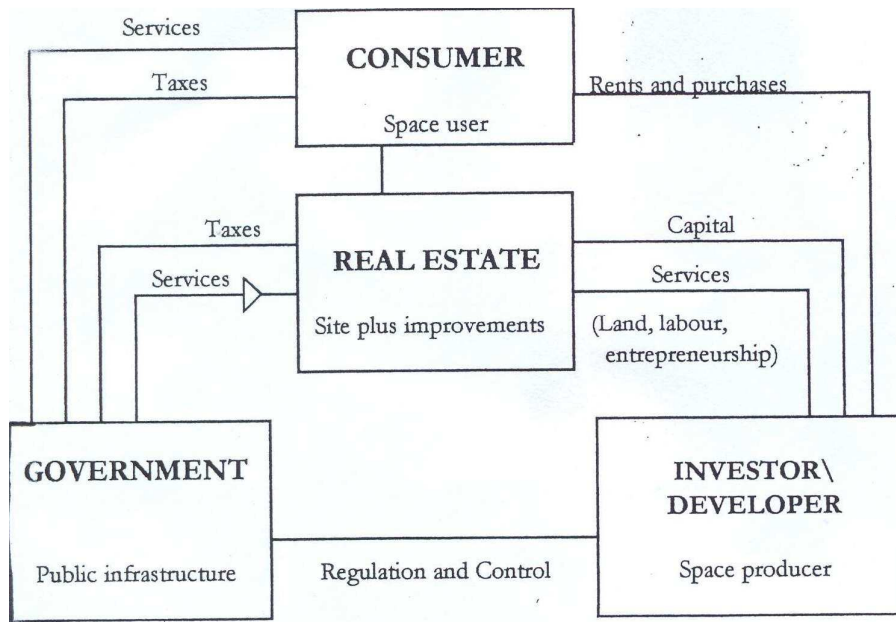 Services
CONSUMER
Taxes
Rents and purchases
Space user
Taxes
Capital
REAL ESTATE
Services
Services
Site plus improvements
(Land, labour,
entrepreneurship)
GOVERNMENT
INVESTOR\
DEVELOPER
Public infrastructure
Regulation and Control
Space producer